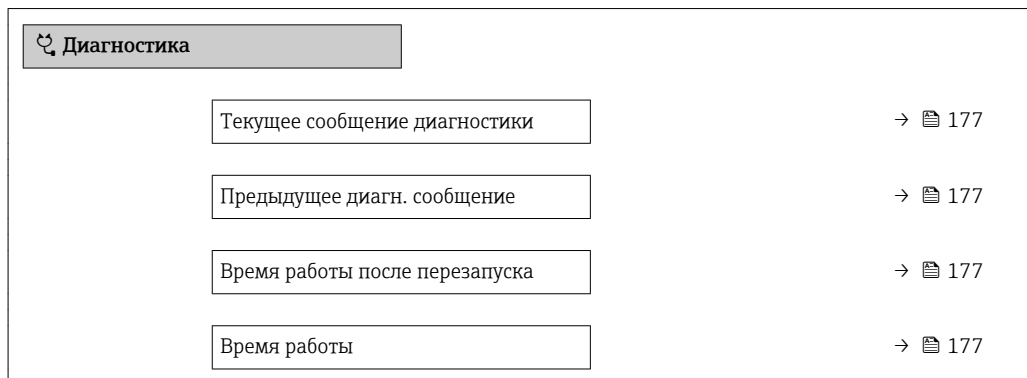 Диагностика
Текущее сообщение диагностики → 177
Предыдущее диагн. сообщение → 177
Время работы после перезапуска → 177
Время работы → 177